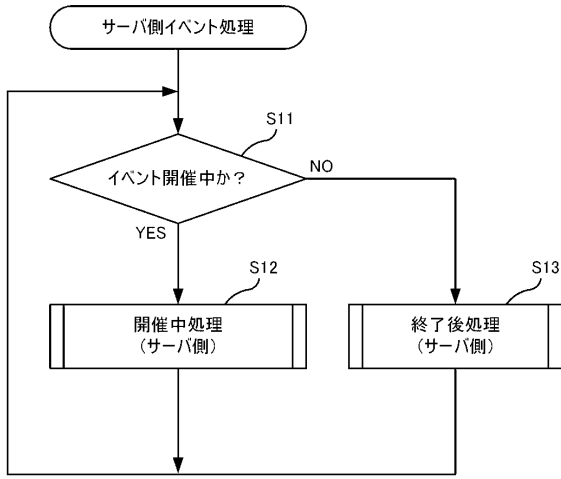 サーバ側イベント処理
S11
イベント開催中か？
NO
YES
S12
S13
開催中処理
（サーバ側）
終了後処理
（サーバ側）